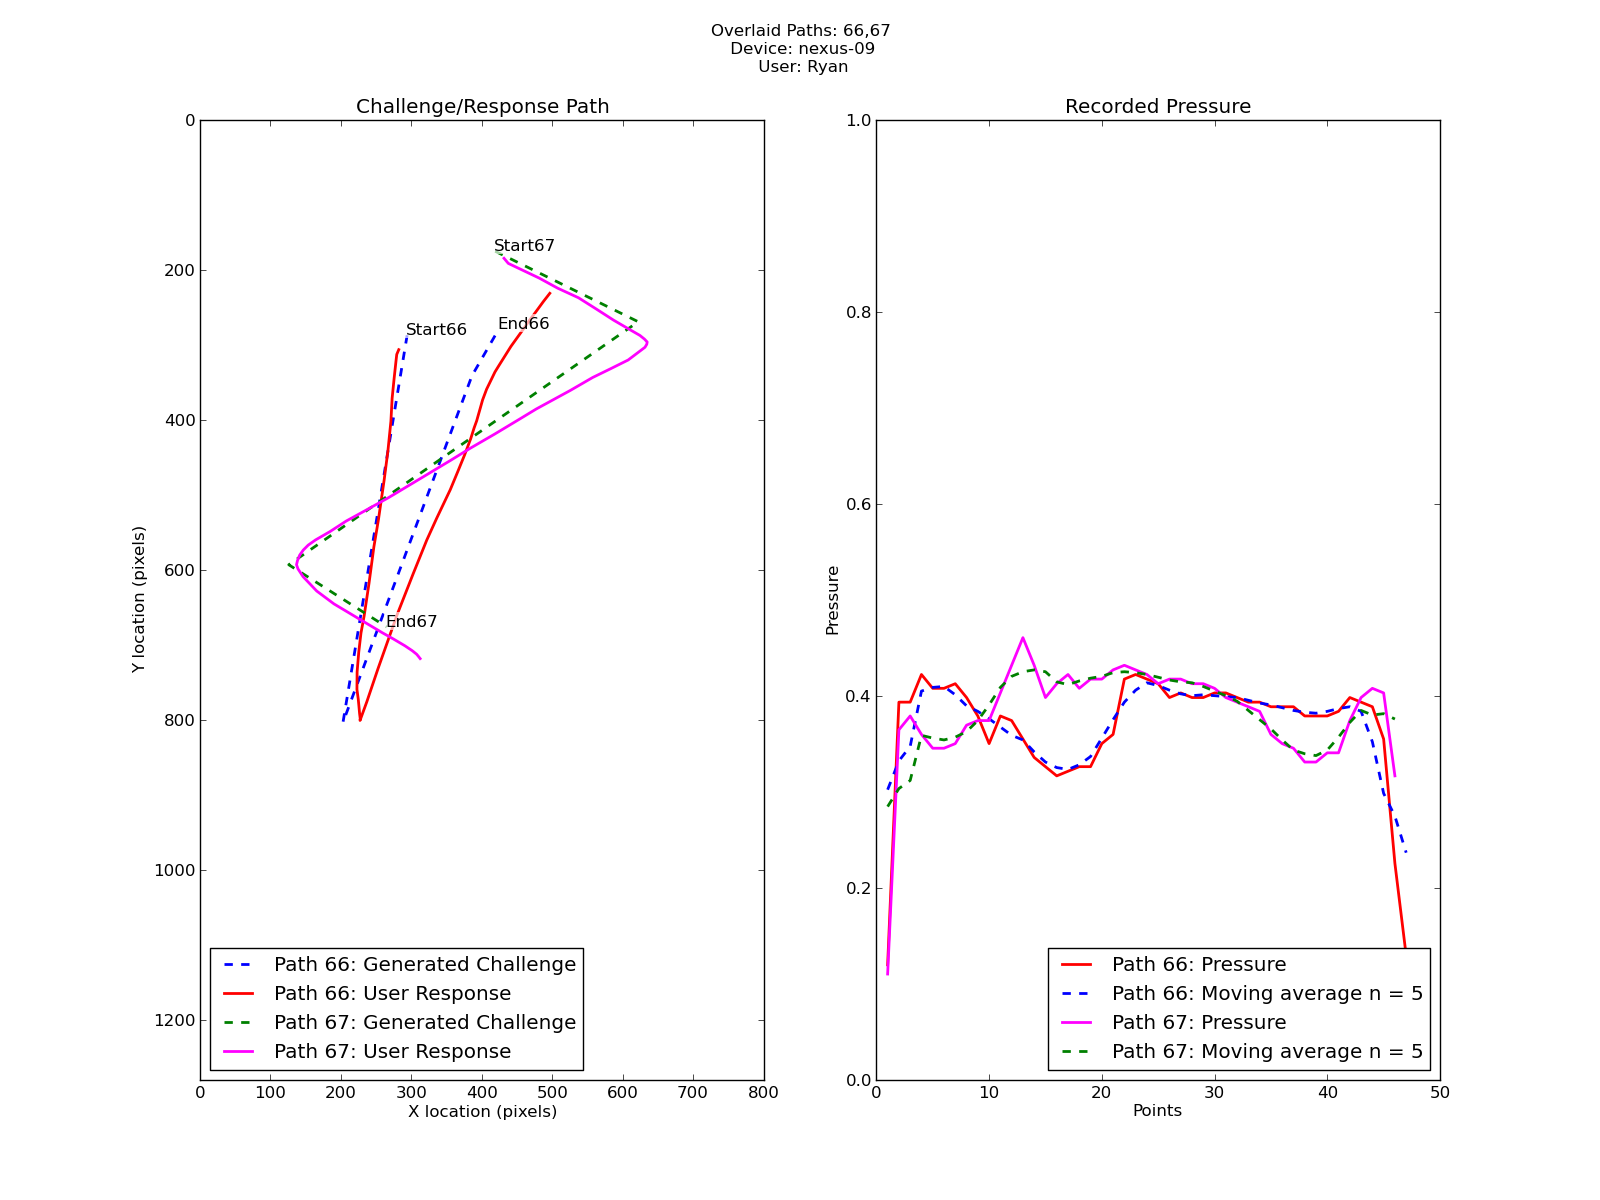 Overlaid Paths: 66,67
Device: nexus-09
User: Ryan
Challenge/Response Path
0
200
400
600
800
1000
1200
Y location (pixels)
Start67
Start66
End66
End67
Path 66: Generated Challenge
Path 66: User Response
Path 67: Generated Challenge
Path 67: User Response
0 100 200 300 400 500 600 700 800
X location (pixels)
Recorded Pressure
1.0
0.8
0.6
0.4
0.2
0.0
Pressure
Path 66: Pressure
Path 66: Moving average n = 5
Path 67: Pressure
Path 67: Moving average n = 5
0 10 20 30 40 50
Points